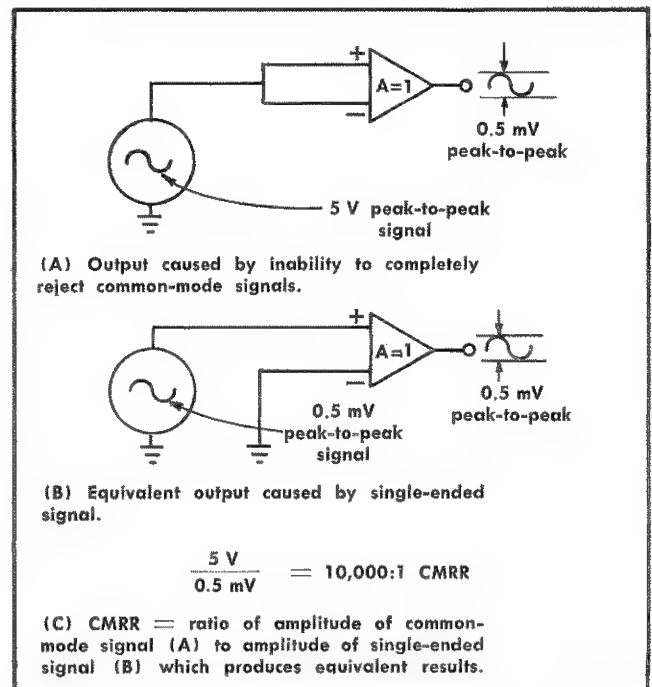 +
A=1
−
0.5 mV
peak-to-peak
5 V peak-to-peak
signal
(A) Output caused by inability to completely
reject common-mode signals.
+
A=1
−
0.5 mV
peak-to-peak
0.5 mV
peak-to-peak
signal
(B) Equivalent output caused by single-ended
signal.
5 V
0.5 mV
= 10,000:1 CMRR
(C) CMRR = ratio of amplitude of common-
mode signal (A) to amplitude of single-ended
signal (B) which produces equivalent results.